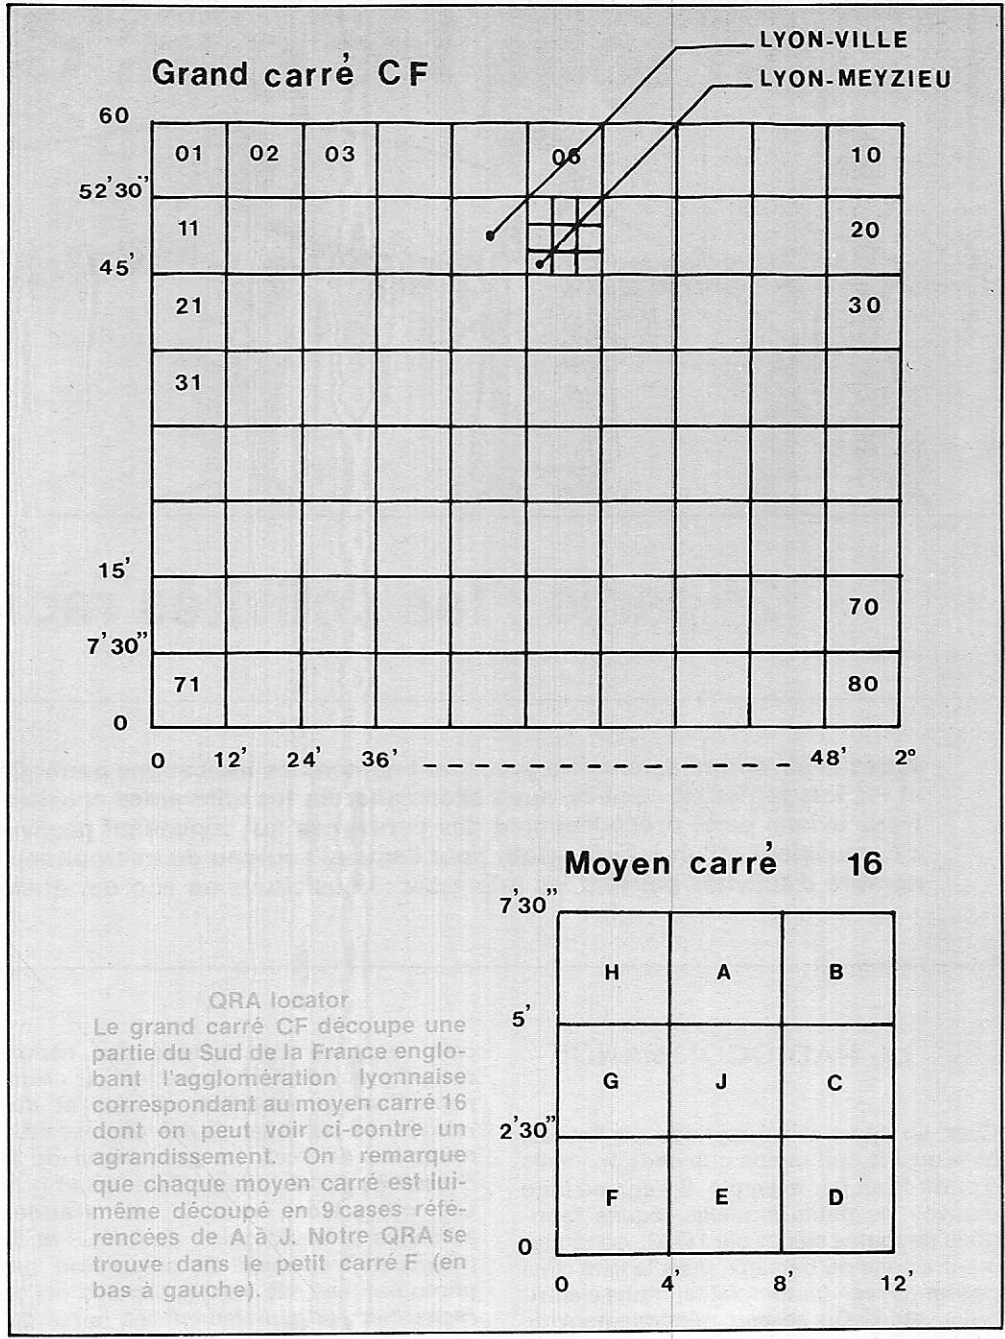 LYON-VILLE
Grand carré CF
LYON-MEYZIEU
60
01 02 03 06 10
52'30"
11 20
45'
21 30
31
15'
70
7'30"
71 80
0
0 12' 24' 36' 48' 2°
Moyen carré 16
7'30"
H A B
5'
G J C
2'30"
F E D
0
0 4' 8' 12'
QRA locator
Le grand carré CF découpe une
partie du Sud de la France englo-
bant l'agglomération lyonnaise
correspondant au moyen carré 16
dont on peut voir ci-contre un
agrandissement. On remarque
que chaque moyen carré est lui-
même découpé en 9 cases réfé-
rencées de A à J. Notre QRA se
trouve dans le petit carré F (en
bas à gauche).